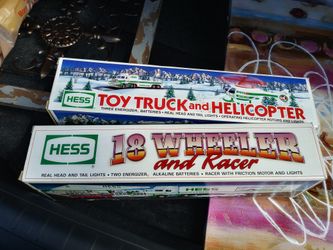 HESS TOY TRUCK and HELICOPTER
THREE ENERGIZER® BATTERIES • REAL HEAD AND TAIL LIGHTS • OPERATING HELICOPTER ROTORS AND LIGHTS
HESS
18 WHEELER
and Racer
REAL HEAD AND TAIL LIGHTS • TWO ENERGIZER® ALKALINE BATTERIES • RACER WITH FRICTION MOTOR AND LIGHTS